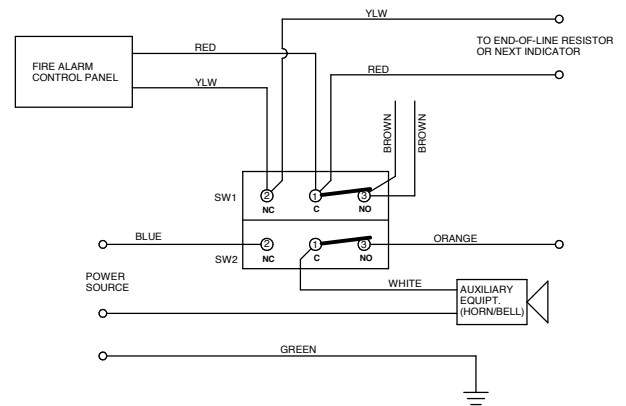 YLW
TO END-OF-LINE RESISTOR
OR NEXT INDICATOR
RED
FIRE ALARM
CONTROL PANEL
RED
YLW
BROWN
BROWN
SW1
2
1
3
NC
C
NO
BLUE
2
1
3
ORANGE
SW2
NC
C
NO
POWER
SOURCE
WHITE
AUXILIARY
EQUIPT.
(HORN/BELL)
GREEN